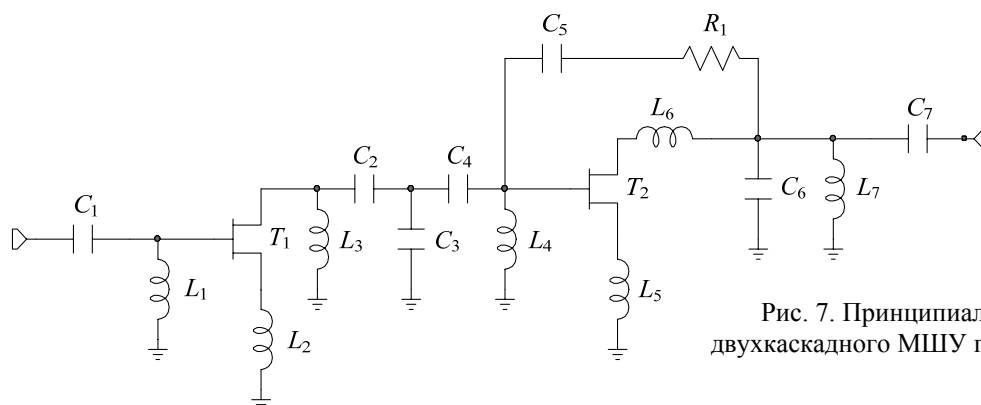 C5
R1
L6
C7
C2
C4
C1
T2
C6
L7
T1
L3
C3
L4
L1
L5
L2
Рис. 7. Принципиал
двухкаскадного МШУ п